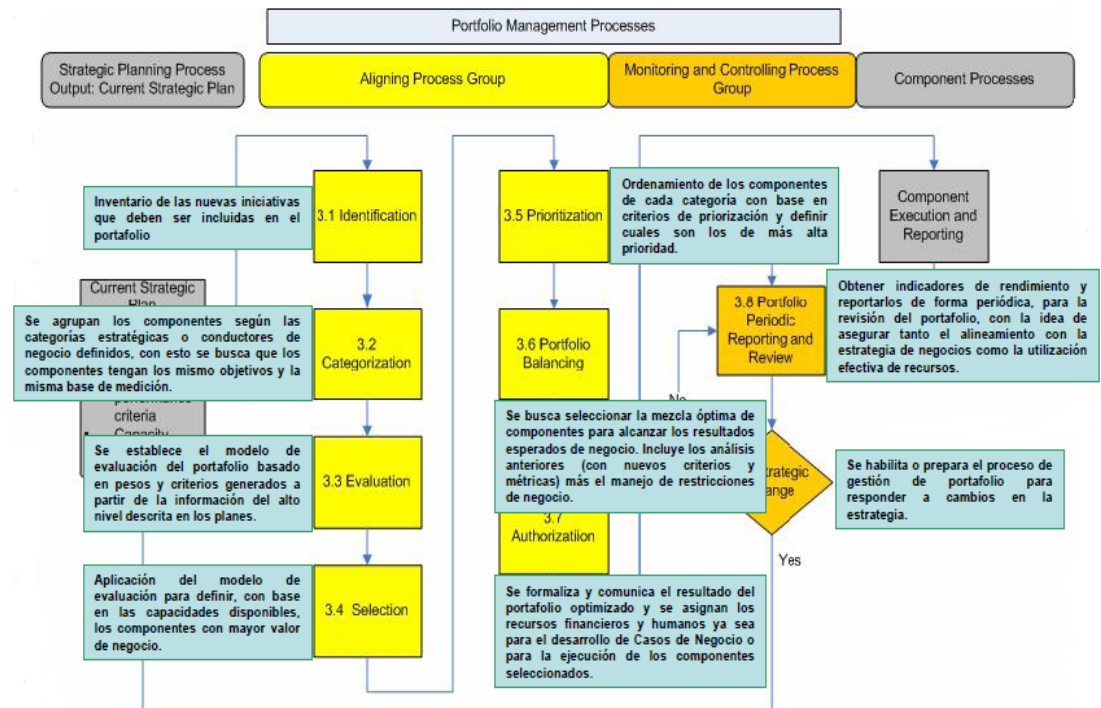 Portfolio Management Processes
Strategic Planning Process
Output: Current Strategic Plan
Aligning Process Group
Monitoring and Controlling Process
Group
Component Processes
Inventario de las nuevas iniciativas
que deben ser incluidas en el
portafolio
3.1 Identification
3.5 Prioritization
Ordenamiento de los componentes
de cada categoría con base en
criterios de priorización y definir
cuales son los de más alta
prioridad.
Component
Execution and
Reporting
Current Strategic
Se agrupan los componentes según las
categorías estratégicas o conductores de
negocio definidos, con esto se busca que los
componentes tengan los mismo objetivos y la
misma base de medición.
3.2
Categorization
3.6 Portfolio
Balancing
3.8 Portfolio
Periodic
Reporting and
Review
Obtener indicadores de rendimiento y
reportarlos de forma periódica, para la
revisión del portafolio, con la idea de
asegurar tanto el alineamiento con la
estrategia de negocios como la utilización
efectiva de recursos.
No
criteria
Se establece el modelo de
evaluación del portafolio basado
en pesos y criterios generados a
partir de la información del alto
nivel descrita en los planes.
3.3 Evaluation
Se busca seleccionar la mezcla óptima de
componentes para alcanzar los resultados
esperados de negocio. Incluye los análisis
anteriores (con nuevos criterios y
métricas) más el manejo de restricciones
de negocio.
3.7
Authorizatiion
Se habilita o prepara el proceso de
gestión de portafolio para
responder a cambios en la
estrategia.
Yes
Aplicación del modelo de
evaluación para definir, con base
en las capacidades disponibles,
los componentes con mayor valor
de negocio.
3.4 Selection
Se formaliza y comunica el resultado del
portafolio optimizado y se asignan los
recursos financieros y humanos ya sea
para el desarrollo de Casos de Negocio o
para la ejecución de los componentes
seleccionados.